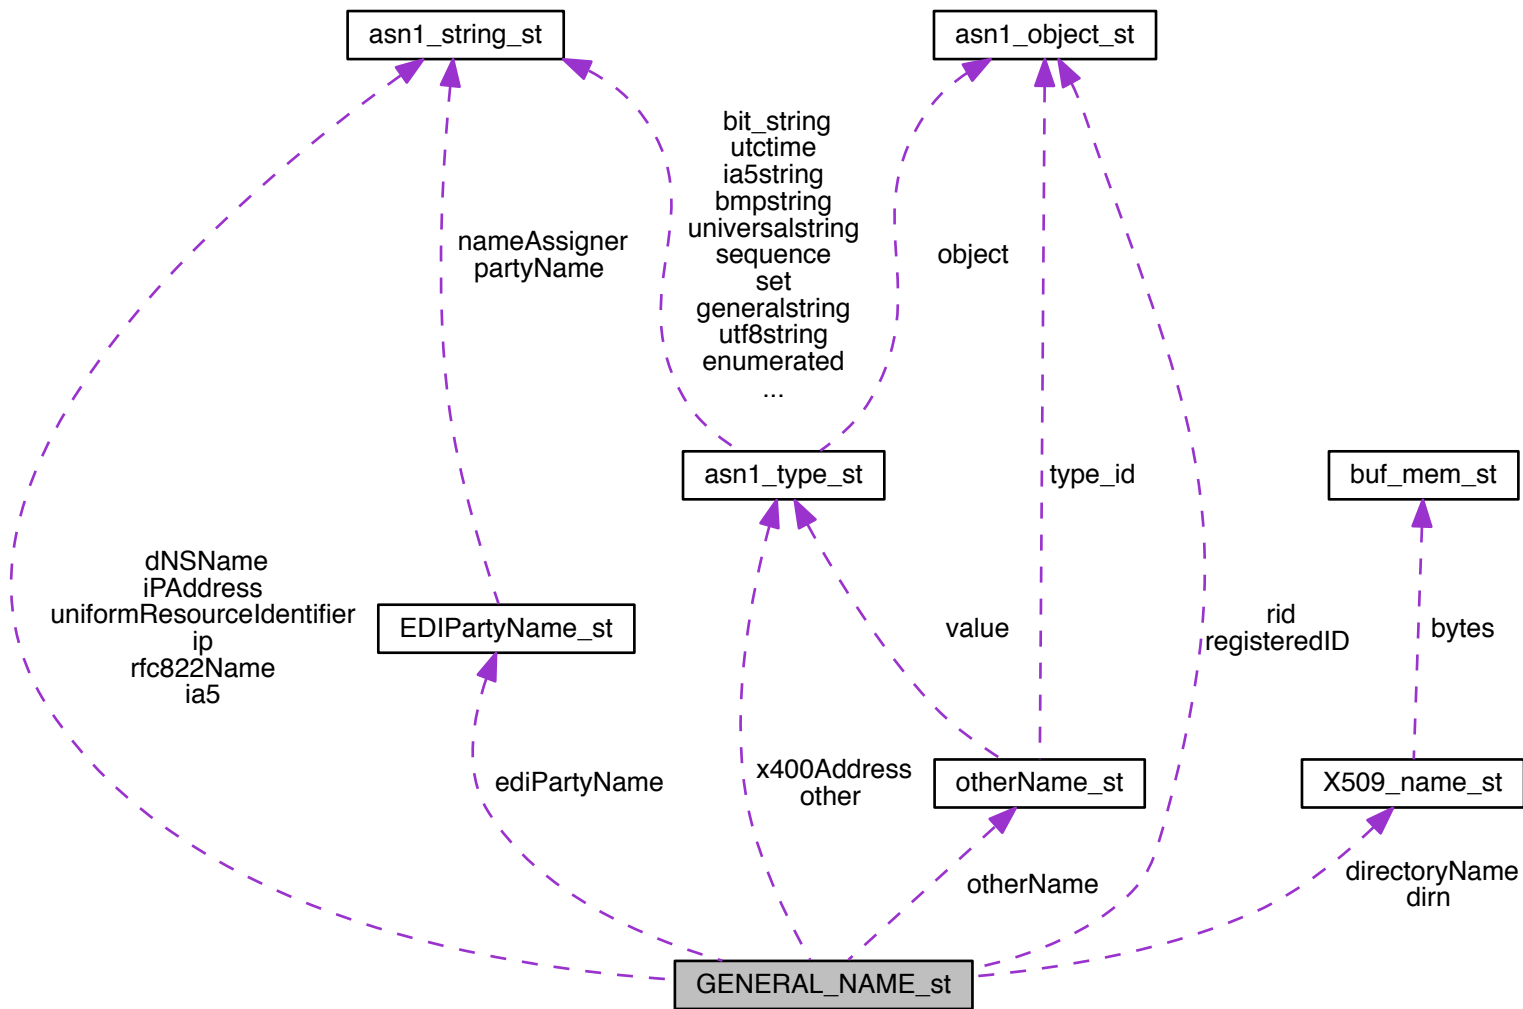 asn1_string_st
asn1_object_st
bit_string
utctime
ia5string
bmpstring
universalstring
sequence
set
generalstring
utf8string
enumerated
...
nameAssigner
partyName
object
asn1_type_st
type_id
buf_mem_st
dNSName
iPAddress
uniformResourceIdentifier
ip
rfc822Name
ia5
EDIPartyName_st
value
rid
registeredID
bytes
ediPartyName
x400Address
other
otherName_st
X509_name_st
otherName
directoryName
dirn
GENERAL_NAME_st